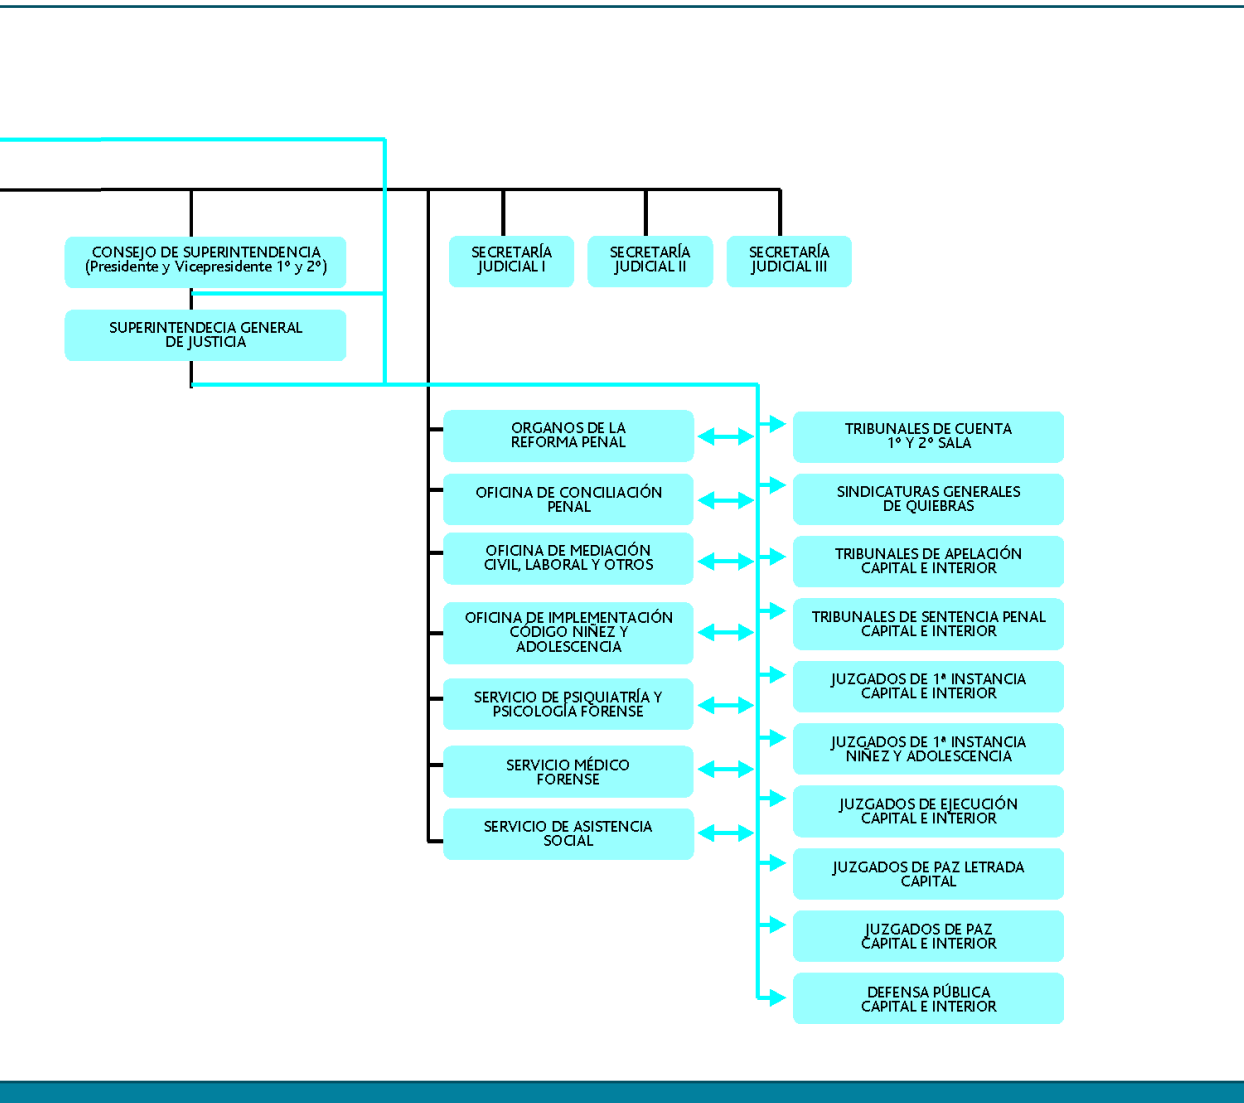 CONSEJO DE SUPERINTENDENCIA
(Presidente y Vicepresidente 1º y 2º)
SECRETARÍA
JUDICIAL I
SECRETARÍA
JUDICIAL II
SECRETARÍA
JUDICIAL III
SUPERINTENDECIA GENERAL
DE JUSTICIA
ORGANOS DE LA
REFORMA PENAL
OFICINA DE CONCILIACIÓN
PENAL
OFICINA DE MEDIACIÓN
CIVIL, LABORAL Y OTROS
OFICINA DE IMPLEMENTACIÓN
CÓDIGO NIÑEZ Y
ADOLESCENCIA
SERVICIO DE PSIQUIATRÍA Y
PSICOLOGÍA FORENSE
SERVICIO MÉDICO
FORENSE
SERVICIO DE ASISTENCIA
SOCIAL
TRIBUNALES DE CUENTA
1º Y 2º SALA
SINDICATURAS GENERALES
DE QUIEBRAS
TRIBUNALES DE APELACIÓN
CAPITAL E INTERIOR
TRIBUNALES DE SENTENCIA PENAL
CAPITAL E INTERIOR
JUZGADOS DE 1ª INSTANCIA
CAPITAL E INTERIOR
JUZGADOS DE 1ª INSTANCIA
NIÑEZ Y ADOLESCENCIA
JUZGADOS DE EJECUCIÓN
CAPITAL E INTERIOR
JUZGADOS DE PAZ LETRADA
CAPITAL
JUZGADOS DE PAZ
CAPITAL E INTERIOR
DEFENSA PÚBLICA
CAPITAL E INTERIOR